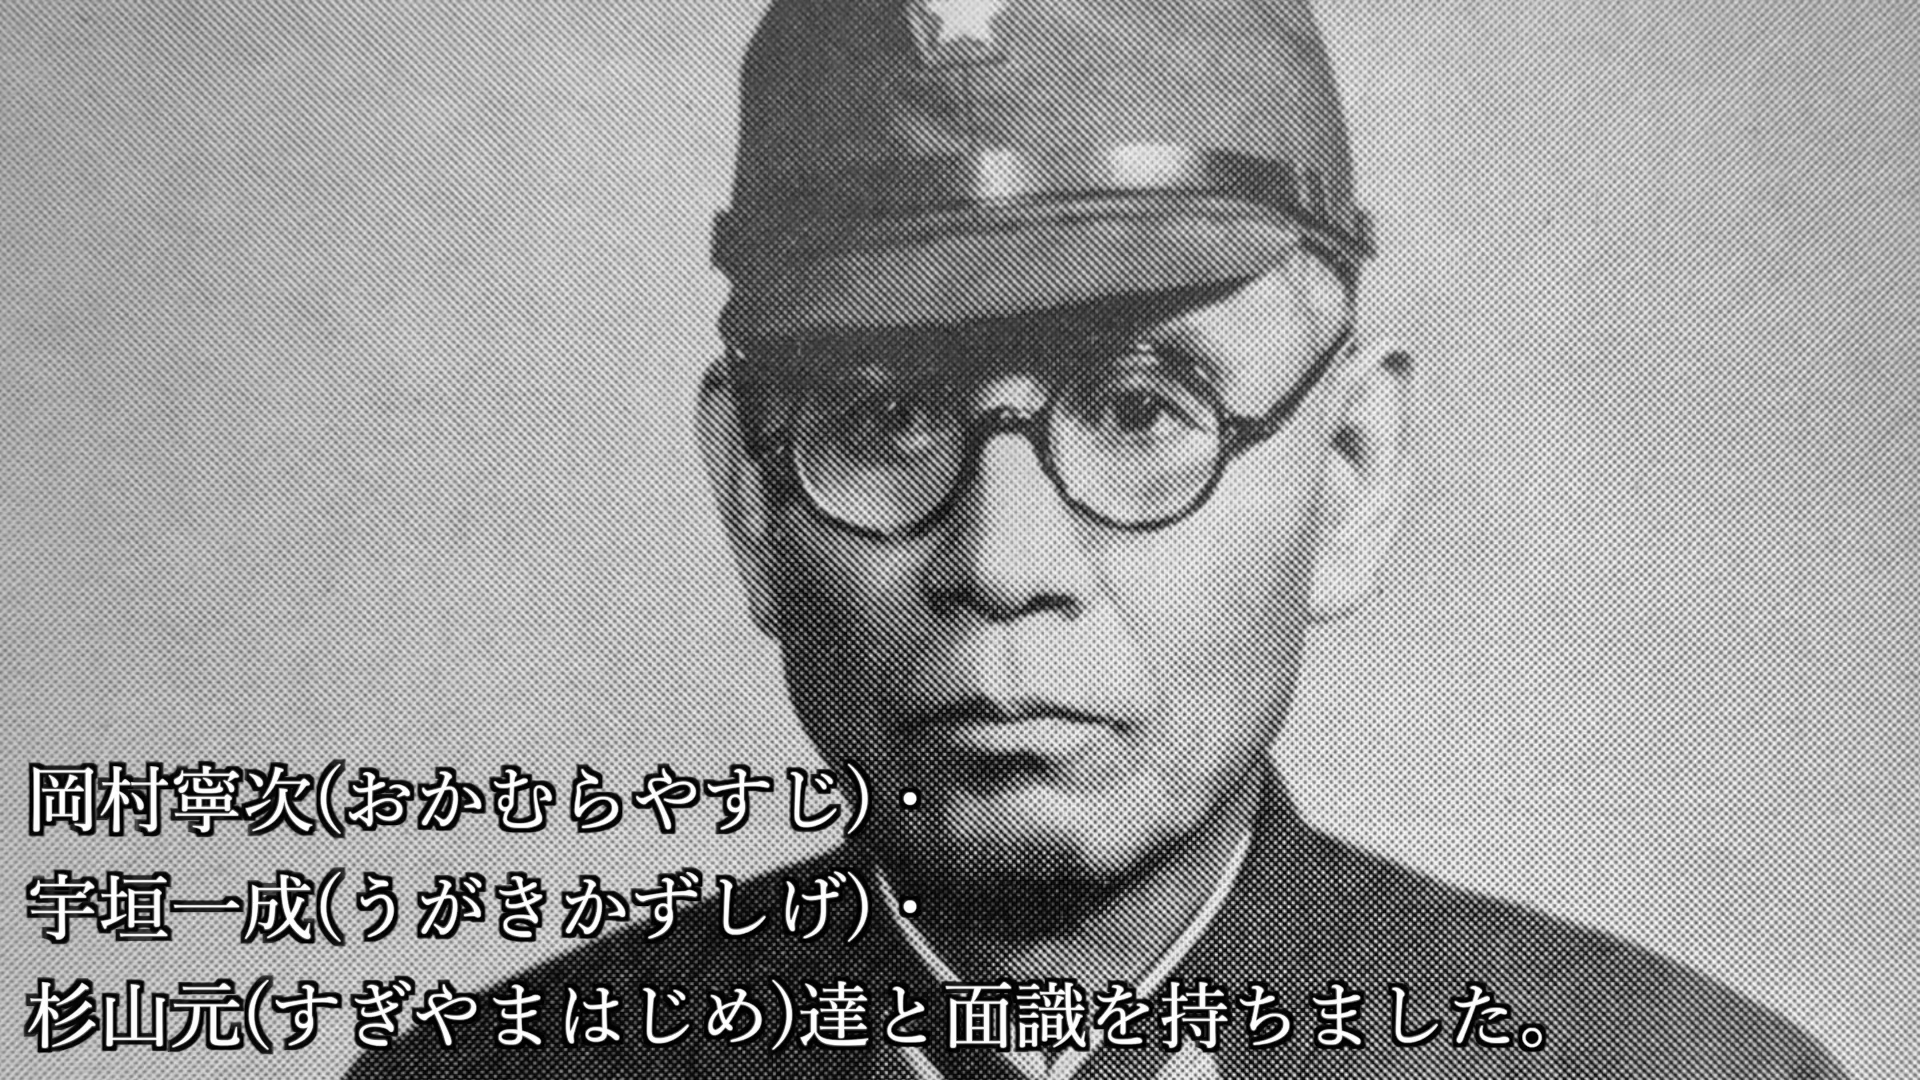 岡村寧次(おかむらやすじ)・
宇垣一成(うがきかずしげ)・
杉山元(すぎやまはじめ)達と面識を持ちました。